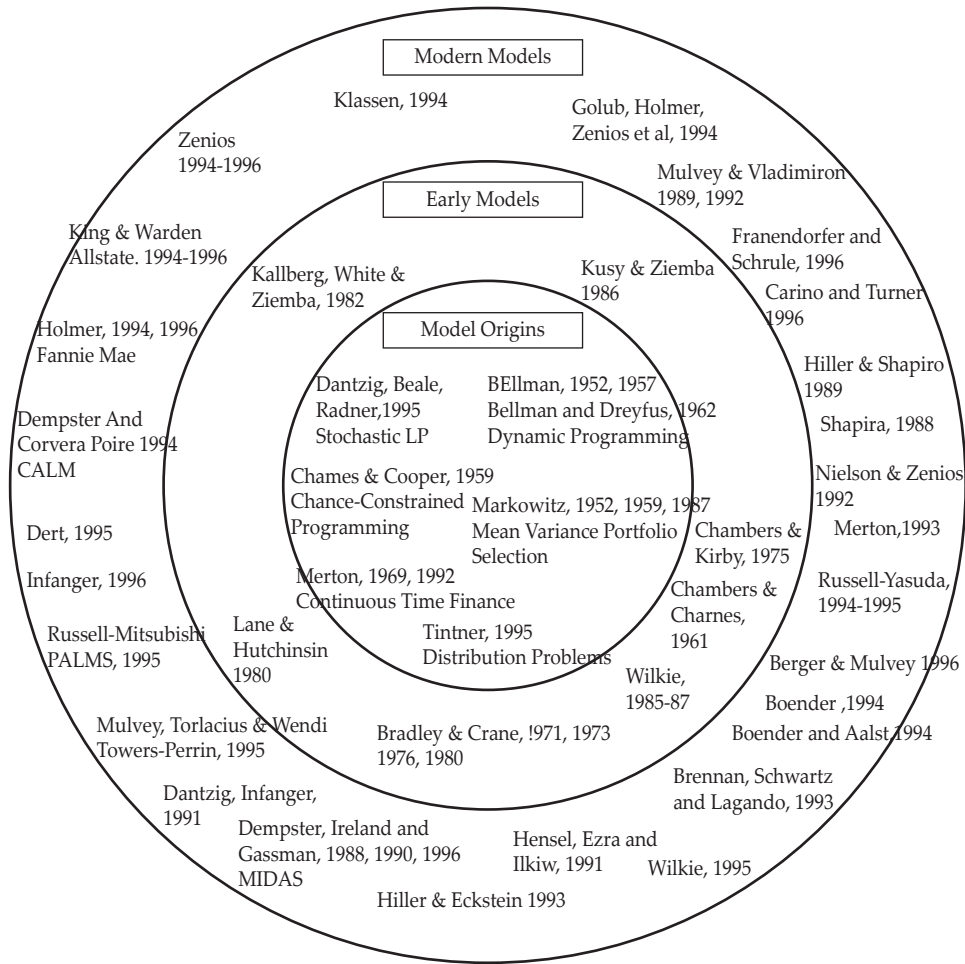 Modern Models
Klassen, 1994
Golub, Holmer,
Zenios et al, 1994
Zenios
1994-1996
Mulvey & Vladimiron
1989, 1992
Early Models
King & Warden
Allstate. 1994-1996
Franendorfer and
Schrule, 1996
Kallberg, White &
Ziemba, 1982
Kusy & Ziemba
1986
Carino and Turner
1996
Holmer, 1994, 1996
Fannie Mae
Model Origins
Hiller & Shapiro
1989
Dantzig, Beale,
Radner,1995
Stochastic LP
BEllman, 1952, 1957
Bellman and Dreyfus, 1962
Dynamic Programming
Dempster And
Corvera Poire 1994
CALM
Shapira, 1988
Chames & Cooper, 1959
Chance-Constrained
Programming
Markowitz, 1952, 1959, 1987
Mean Variance Portfolio
Selection
Nielson & Zenios
1992
Dert, 1995
Chambers &
Kirby, 1975
Merton,1993
Infanger, 1996
Merton, 1969, 1992
Continuous Time Finance
Chambers &
Charnes,
1961
Russell-Yasuda,
1994-1995
Russell-Mitsubishi
PALMS, 1995
Lane &
Hutchinsin
1980
Tintner, 1995
Distribution Problems
Wilkie,
1985-87
Berger & Mulvey 1996
Boender ,1994
Mulvey, Torlacius & Wendi
Towers-Perrin, 1995
Bradley & Crane, !971, 1973
1976, 1980
Boender and Aalst 1994
Brennan, Schwartz
and Lagando, 1993
Dantzig, Infanger,
1991
Dempster, Ireland and
Gassman, 1988, 1990, 1996
MIDAS
Hensel, Ezra and
Ilkiw, 1991
Wilkie, 1995
Hiller & Eckstein 1993